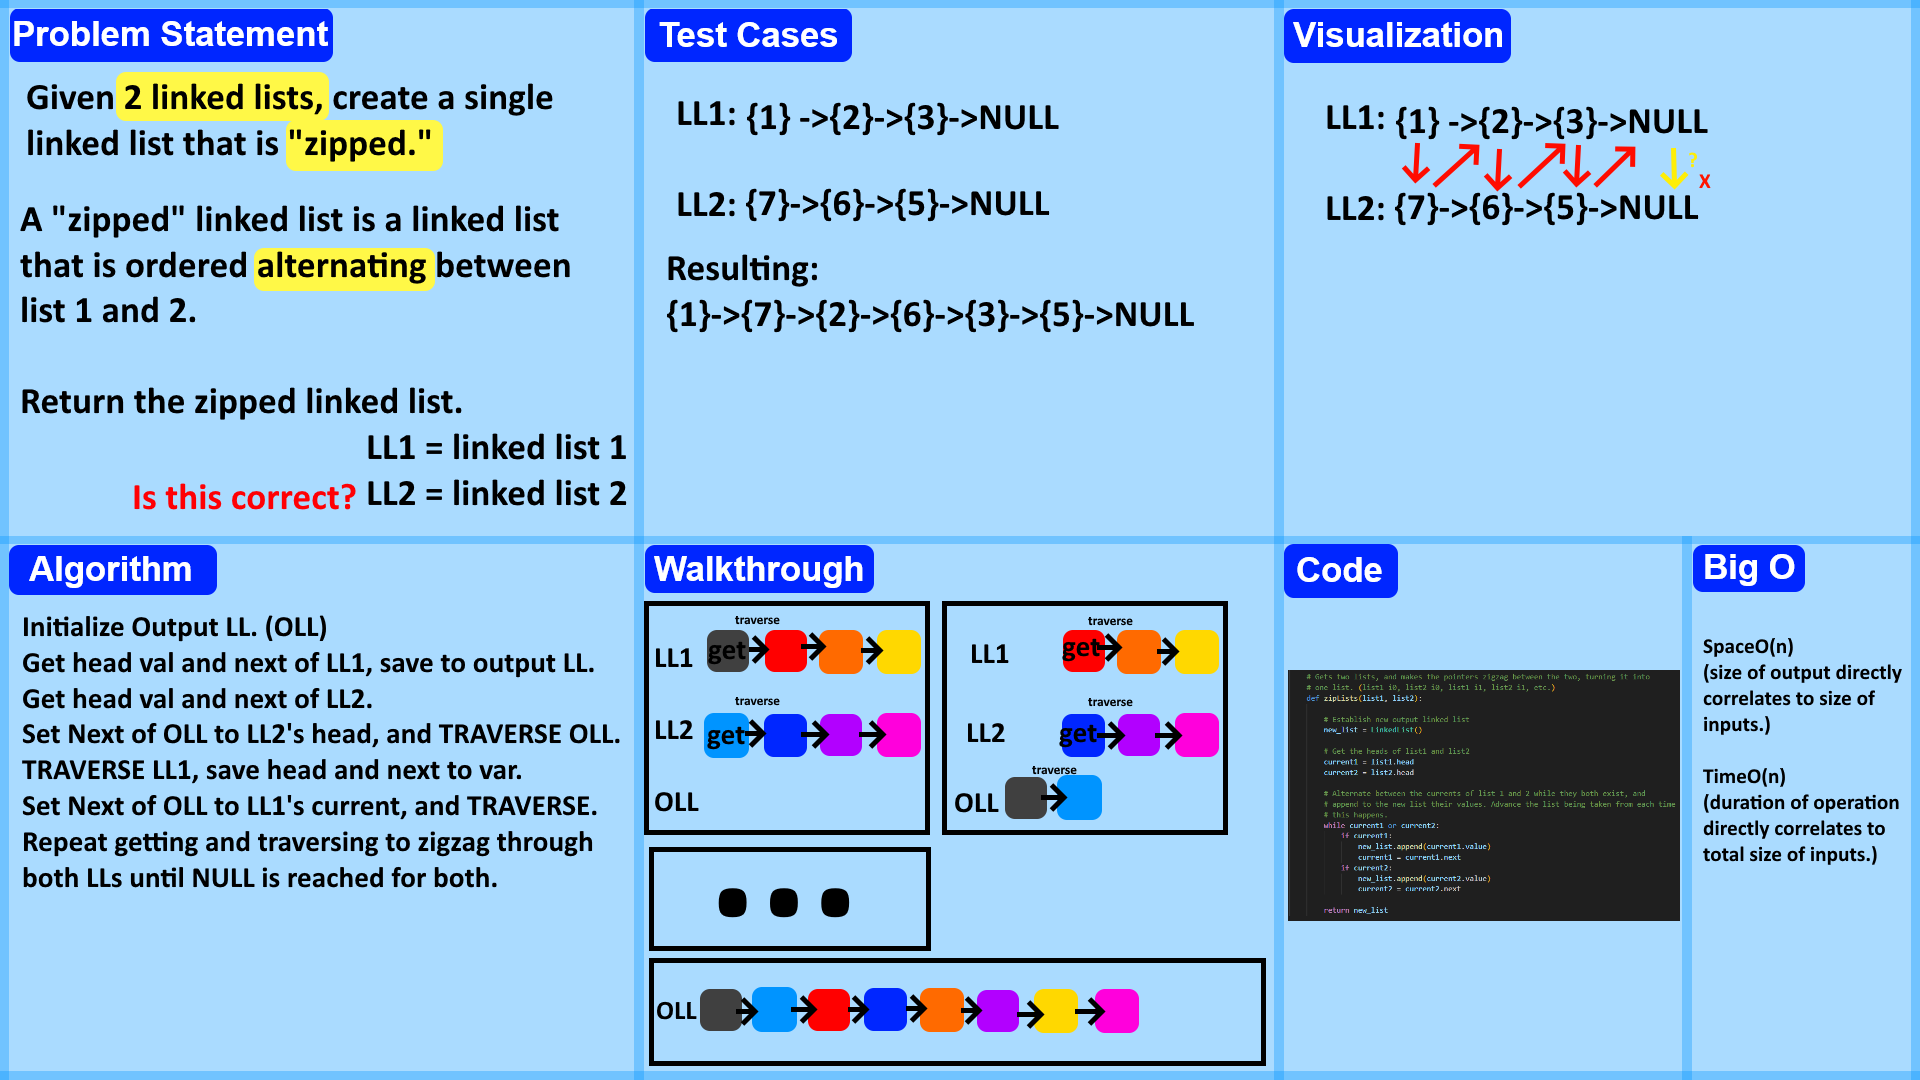 Problem Statement
Given 2 linked lists, create a single
linked list that is "zipped."
A "zipped" linked list is a linked list
that is ordered alternating between
list 1 and 2.
Return the zipped linked list.
LL1 = linked list 1
Is this correct? LL2 = linked list 2
Test Cases
LL1: {1} ->{2}->{3}->NULL
LL2: {7}->{6}->{5}->NULL
Resulting:
{1}->{7}->{2}->{6}->{3}->{5}->NULL
Visualization
LL1: {1} ->{2}->{3}->NULL
?
X
LL2: {7}->{6}->{5}->NULL
Algorithm
Initialize Output LL. (OLL)
Get head val and next of LL1, save to output LL.
Get head val and next of LL2.
Set Next of OLL to LL2's head, and TRAVERSE OLL.
TRAVERSE LL1, save head and next to var.
Set Next of OLL to LL1's current, and TRAVERSE.
Repeat getting and traversing to zigzag through
both LLs until NULL is reached for both.
Walkthrough
traverse
LL1 get
traverse
LL2 get
OLL
traverse
LL1 get
traverse
LL2 get
traverse
OLL
OLL
Code
# Gets two lists, and makes the pointers zigzag between the two, turning it into
# one list. (list1 i0, list2 i0, list1 i1, list2 i1, etc.)
def zipLists(list1, list2):
# Establish new output linked list
new_list = LinkedList()
# Get the heads of list1 and list2
current1 = list1.head
current2 = list2.head
# Alternate between the currents of list 1 and 2 while they both exist, and
# append to the new list their values. Advance the list being taken from each time
# this happens.
while current1 or current2:
if current1:
new_list.append(current1.value)
current1 = current1.next
if current2:
new_list.append(current2.value)
current2 = current2.next
return new_list
Big O
SpaceO(n)
(size of output directly
correlates to size of
inputs.)
TimeO(n)
(duration of operation
directly correlates to
total size of inputs.)